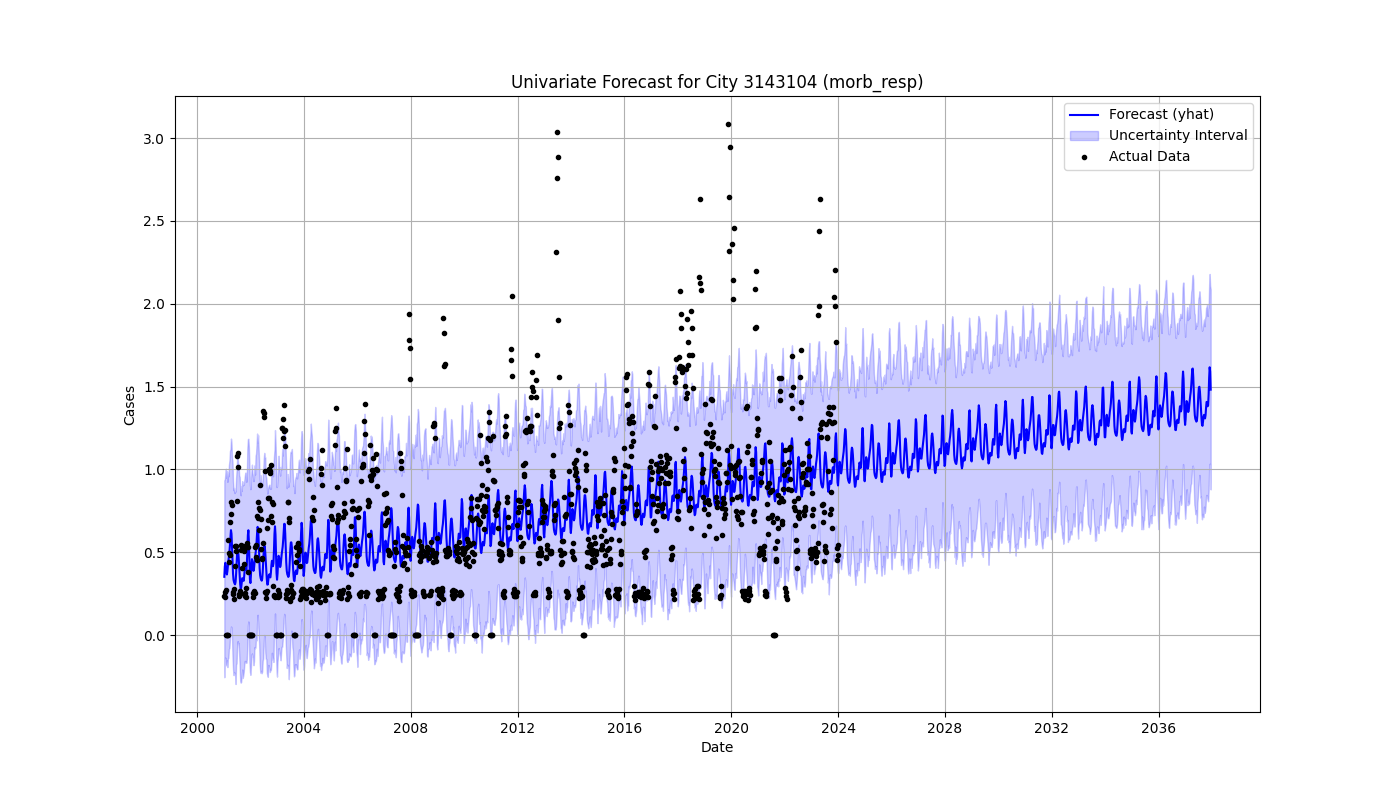 Univariate Forecast for City 3143104 (morb_resp)
Forecast (yhat)
Uncertainty Interval
Actual Data
Cases
3.0
2.5
2.0
1.5
1.0
0.5
0.0
2000 2004 2008 2012 2016 2020 2024 2028 2032 2036
Date